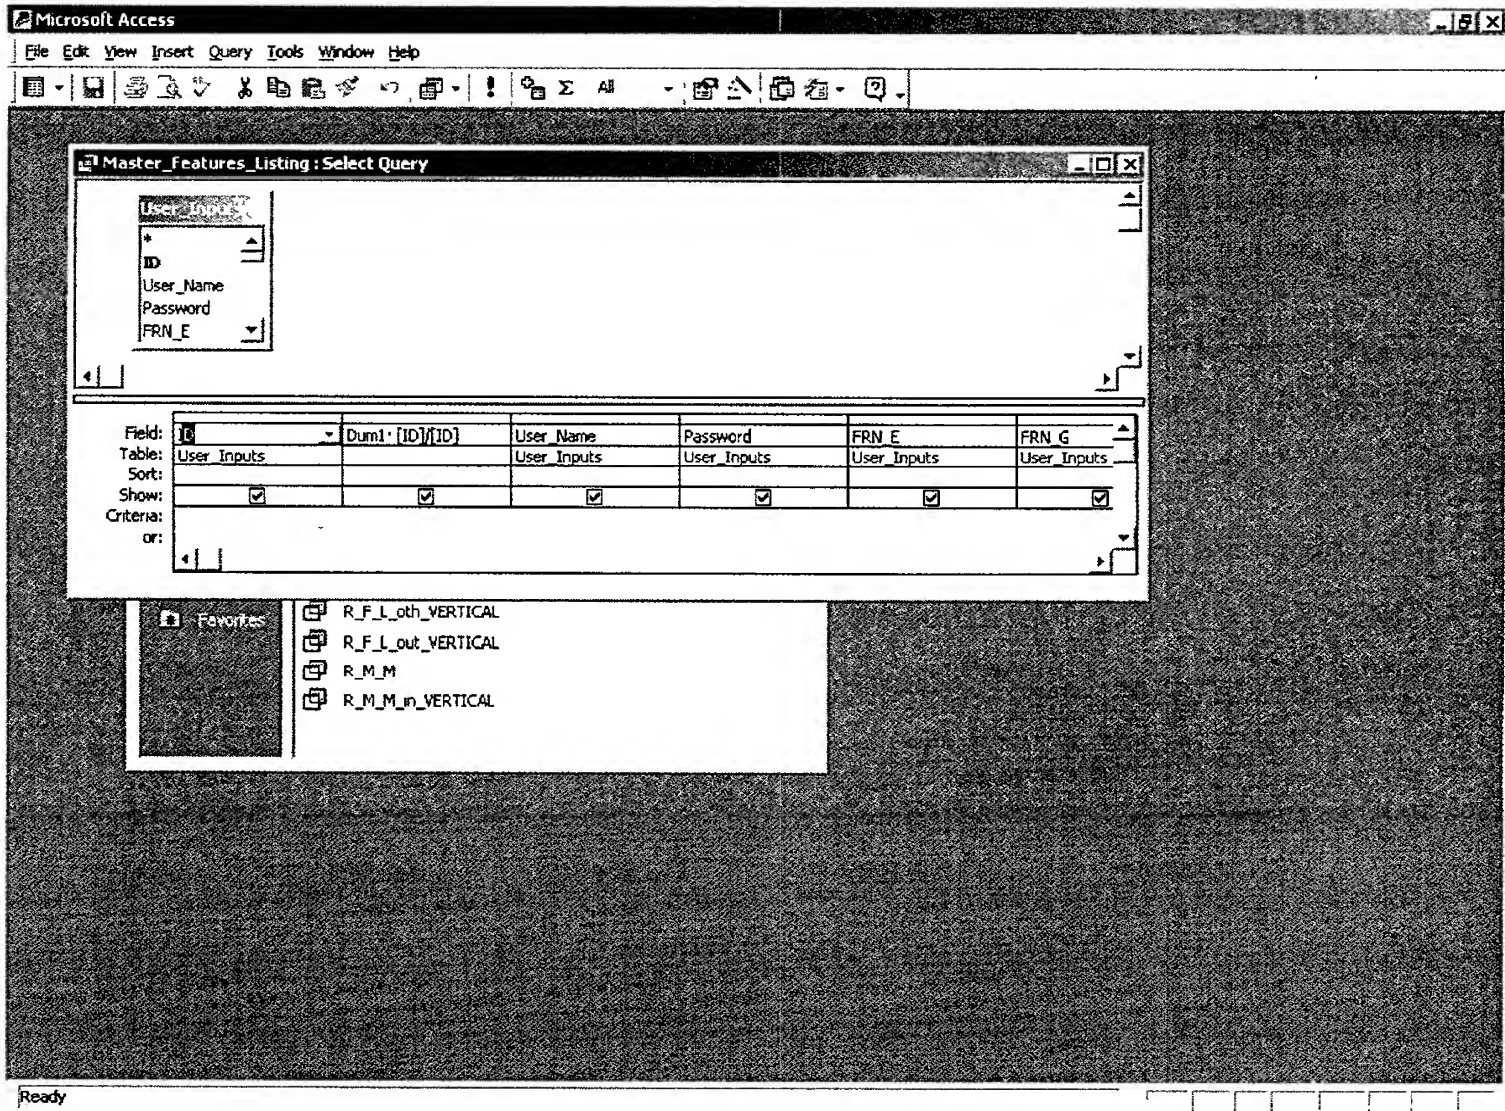 Microsoft Access
File Edit View Insert Query Tools Window Help
Σ All
Master_Features_Listing : Select Query
User_Inputs
*
ID
User_Name
Password
FRN_E
Field: ID Dum1: [ID]/[ID] User_Name Password FRN_E FRN_G
Table: User_Inputs User_Inputs User_Inputs User_Inputs User_Inputs
Sort:
Show:
Criteria:
or:
Favorites
R_F_L_oth_VERTICAL
R_F_L_out_VERTICAL
R_M_M
R_M_M_in_VERTICAL
Ready